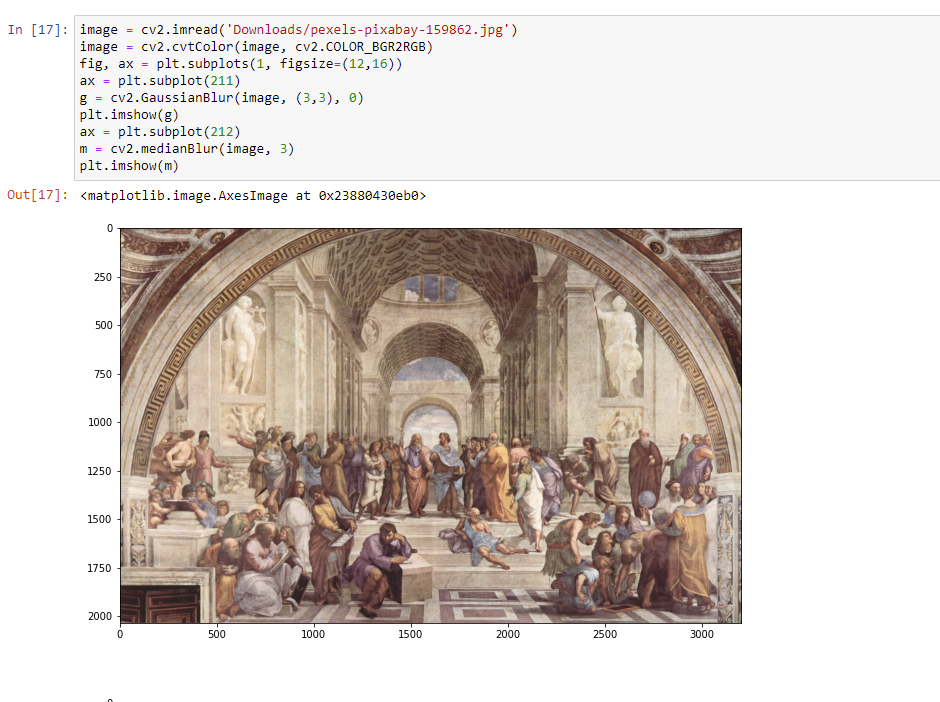 In [17]: image = cv2.imread('Downloads/pexels-pixabay-159862.jpg')
image = cv2.cvtColor(image, cv2.COLOR_BGR2RGB)
fig, ax = plt.subplots(1, figsize=(12,16))
ax = plt.subplot(211)
g = cv2.GaussianBlur(image, (3,3), 0)
plt.imshow(g)
ax = plt.subplot(212)
m = cv2.medianBlur(image, 3)
plt.imshow(m)
Out[17]: <matplotlib.image.AxesImage at 0x23880430eb0>
0
250
500
750
1000
1250
1500
1750
2000
0 500 1000 1500 2000 2500 3000